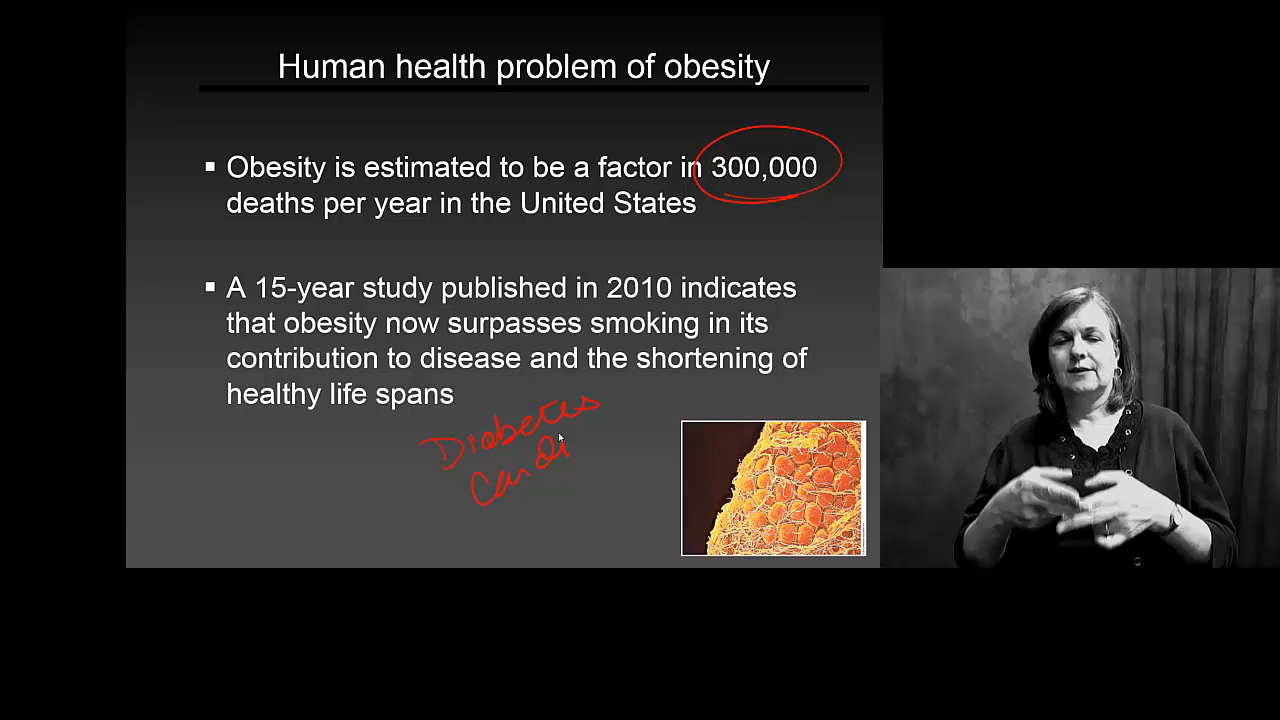 Human health problem of obesity
▪ Obesity is estimated to be a factor in 300,000
deaths per year in the United States
▪ A 15-year study published in 2010 indicates
that obesity now surpasses smoking in its
contribution to disease and the shortening of
healthy life spans
Diabetes
Cardi